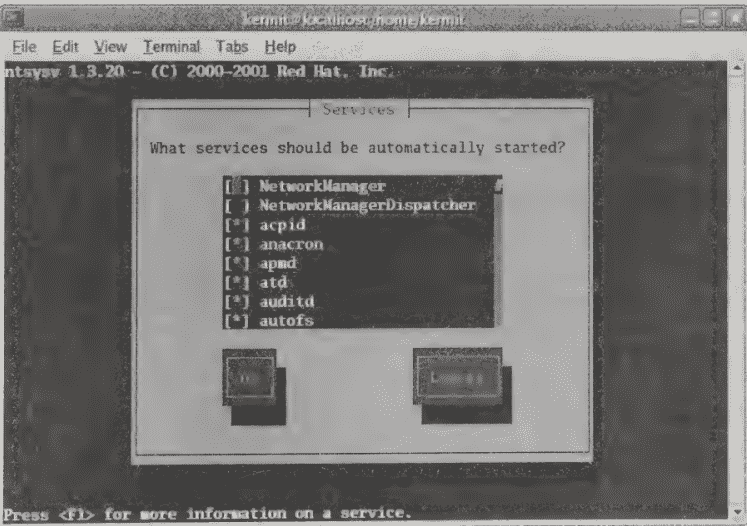 kermit@localhost:/home/kermit
File Edit View Terminal Tabs Help
ntsysv 1.3.20 - (C) 2000-2001 Red Hat, Inc.
Services
What services should be automatically started?
[ ] NetworkManager
[ ] NetworkManagerDispatcher
[*] acpid
[*] anacron
[*] apmd
[*] atd
[*] auditd
[*] autofs
Press <F1> for more information on a service.